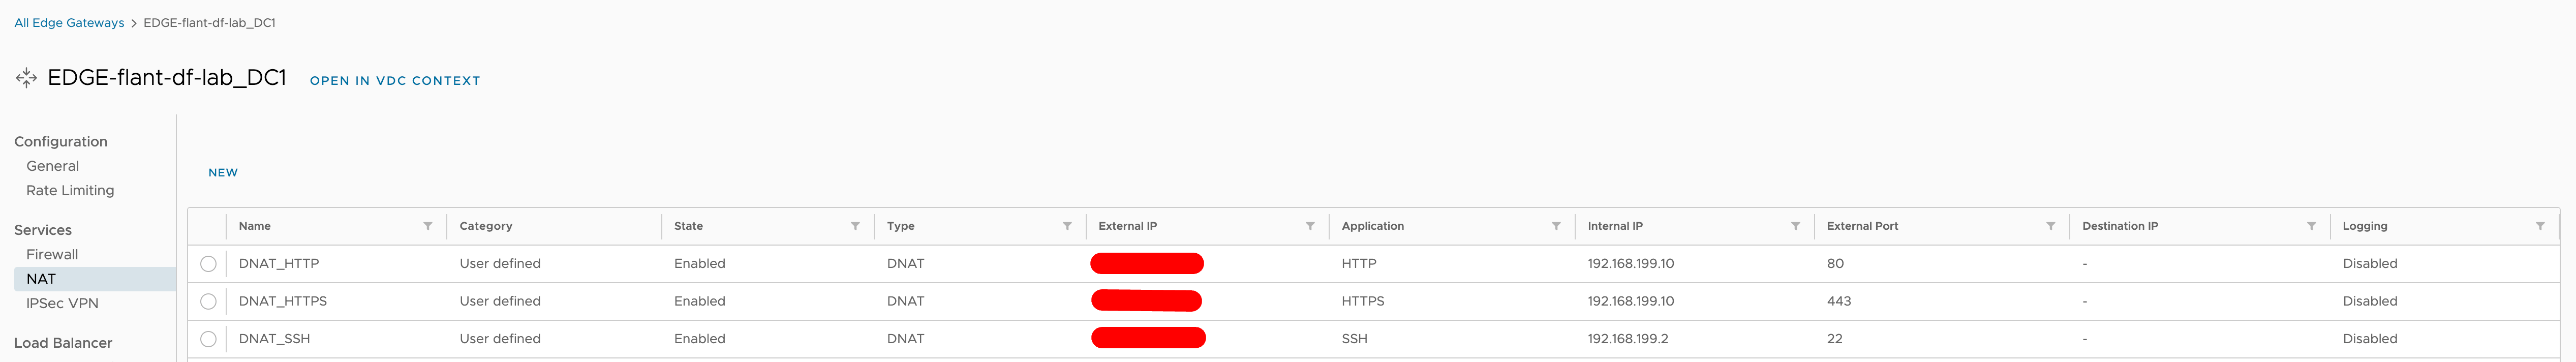 All Edge Gateways > EDGE-flant-df-lab_DC1
EDGE-flant-df-lab_DC1 OPEN IN VDC CONTEXT
Configuration
General
Rate Limiting
Services
Firewall
NAT
IPSec VPN
Load Balancer
NEW
Name Category State Type External IP Application Internal IP External Port Destination IP Logging
DNAT_HTTP User defined Enabled DNAT HTTP 192.168.199.10 80 - Disabled
DNAT_HTTPS User defined Enabled DNAT HTTPS 192.168.199.10 443 - Disabled
DNAT_SSH User defined Enabled DNAT SSH 192.168.199.2 22 - Disabled